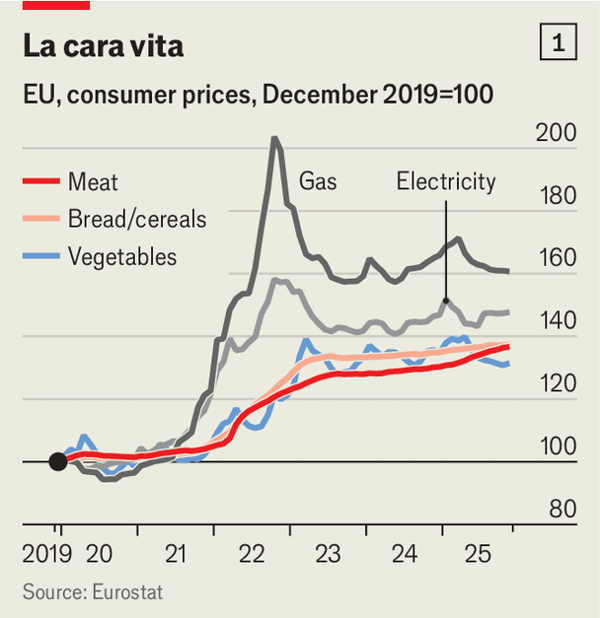 La cara vita
1
EU, consumer prices, December 2019=100
200
Meat
Gas
Electricity
180
Bread/cereals
Vegetables
160
140
120
100
80
2019 20 21 22 23 24 25
Source: Eurostat